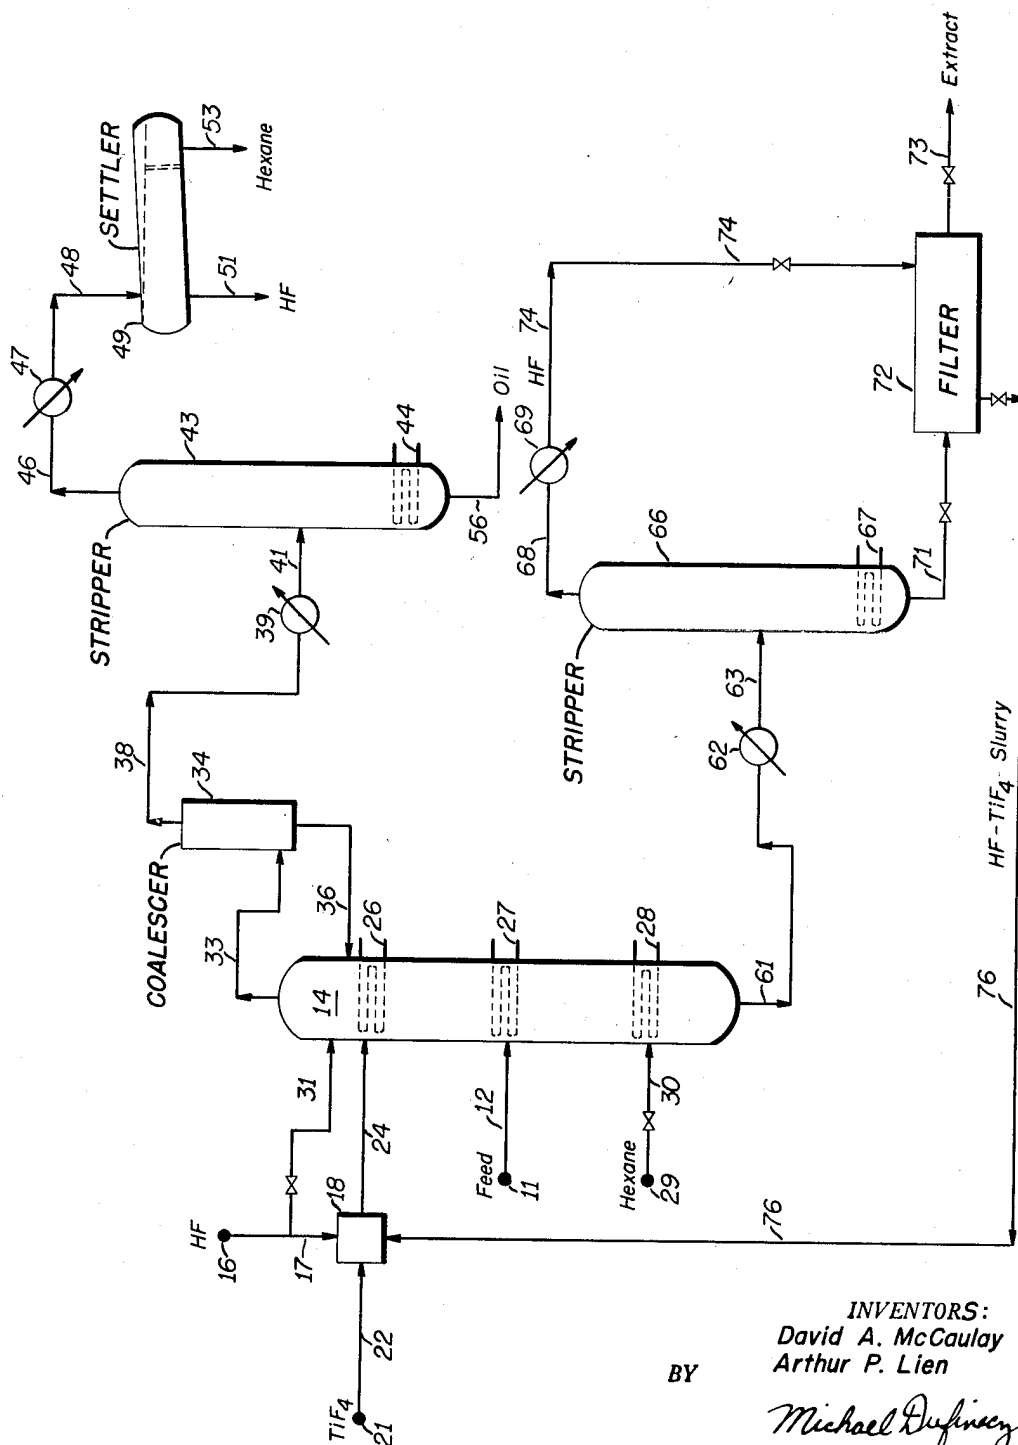 SETTLER
53
Hexane
48
49
51
HF
47
46
43
STRIPPER
44
Oil
56
41
39
38
34
COALESCER
33
36
26
14
27
28
31
24
12
Feed
11
30
Hexane
29
61
HF
16
17
18
22
TiF4
21
76
76
HF-TiF4 Slurry
62
63
STRIPPER
66
67
68
69
HF
74
74
71
72
FILTER
73
Extract
INVENTORS:
David A. McCaulay
Arthur P. Lien
BY
Michael